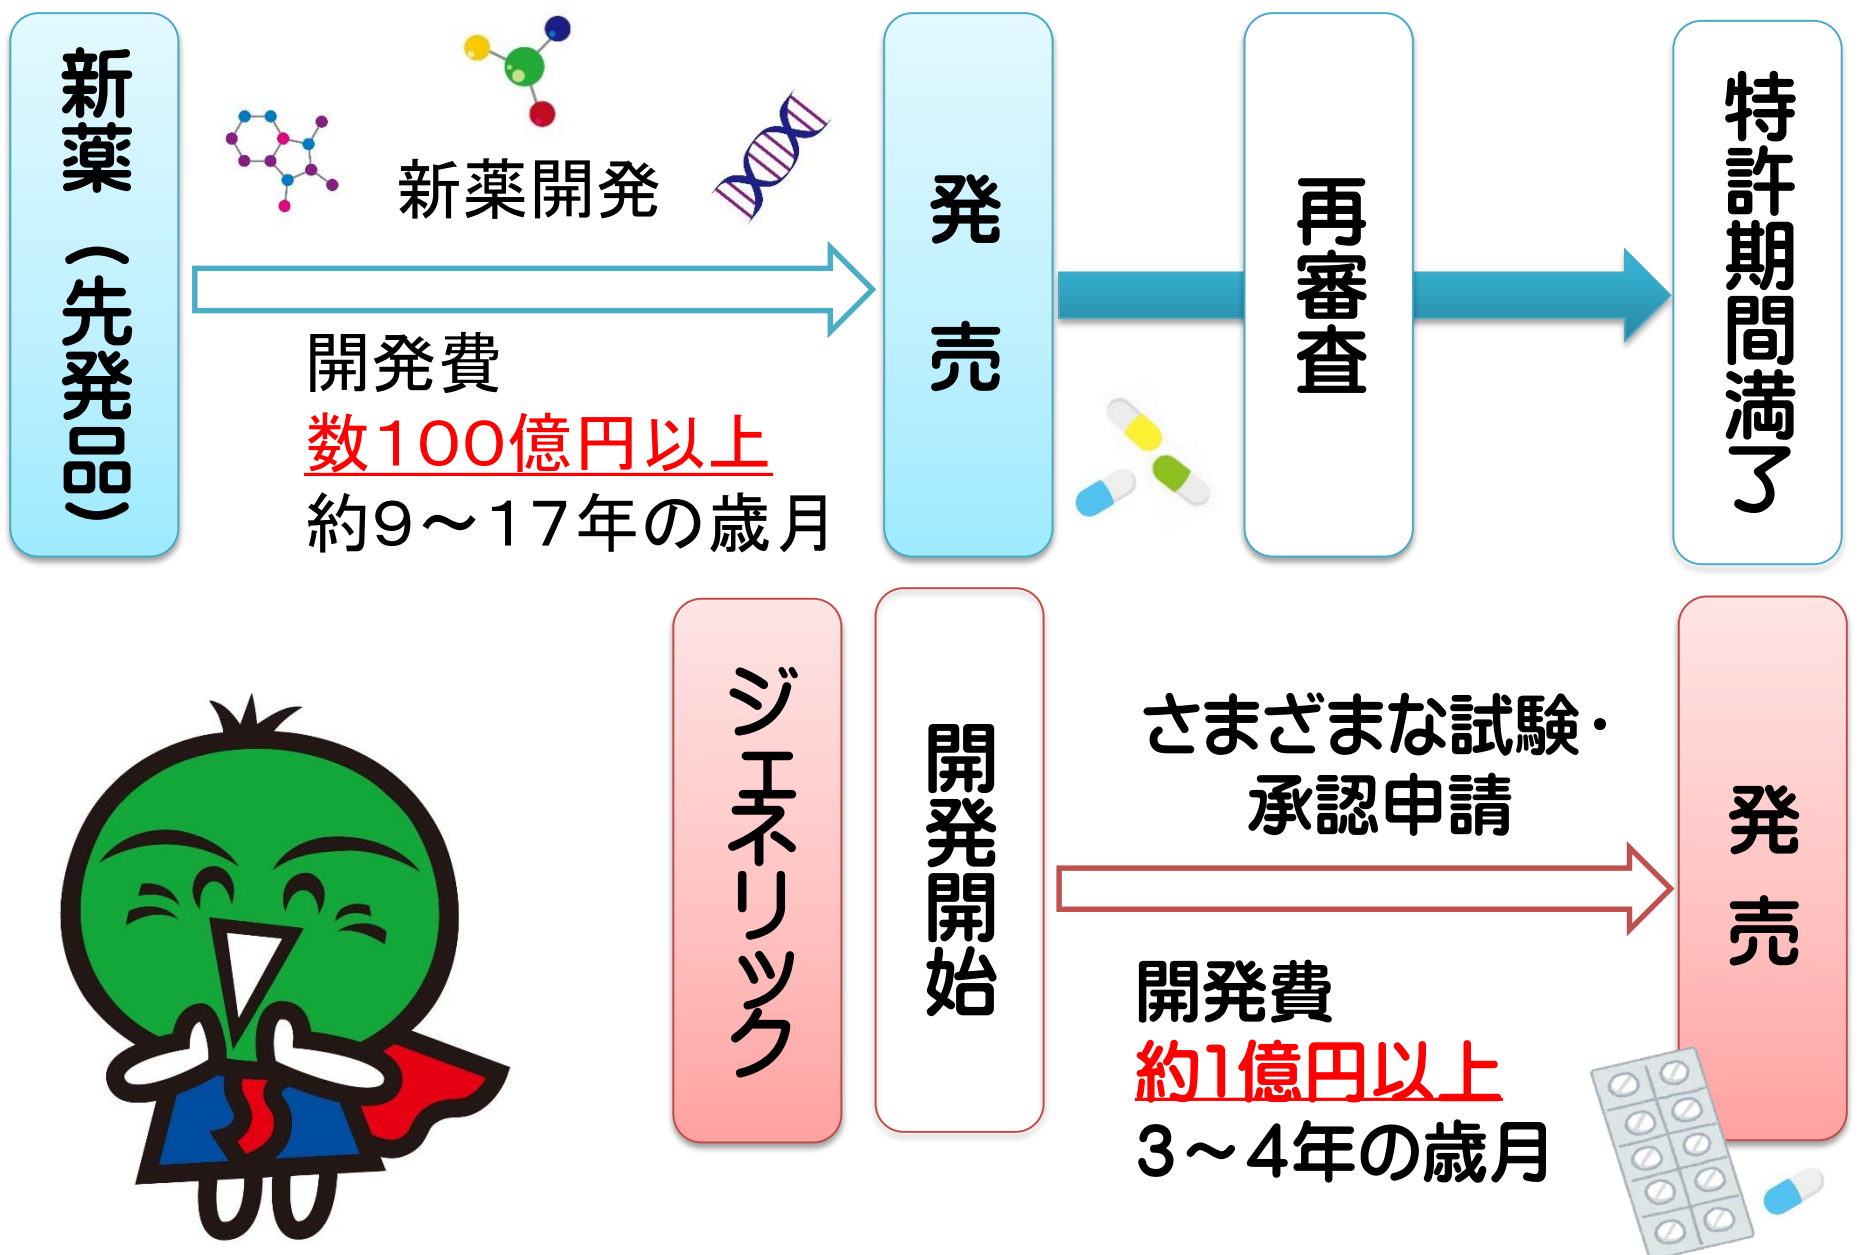 新薬（先発品）
新薬開発
開発費
数１００億円以上
約９～１７年の歳月
発売
再審査
特許期間満了
ジェネリック
開発開始
さまざまな試験・
承認申請
開発費
約1億円以上
３～４年の歳月
発売